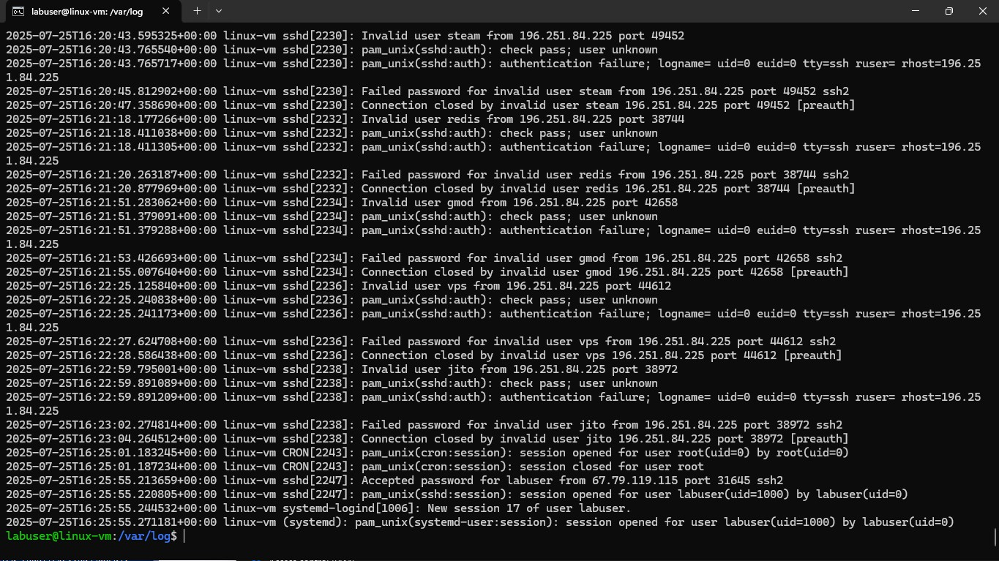 labuser@linux-vm: /var/log
2025-07-25T16:20:43.595325+00:00 linux-vm sshd[2230]: Invalid user steam from 196.251.84.225 port 49452
2025-07-25T16:20:43.765540+00:00 linux-vm sshd[2230]: pam_unix(sshd:auth): check pass; user unknown
2025-07-25T16:20:43.765717+00:00 linux-vm sshd[2230]: pam_unix(sshd:auth): authentication failure; logname= uid=0 euid=0 tty=ssh ruser= rhost=196.25
1.84.225
2025-07-25T16:20:45.812902+00:00 linux-vm sshd[2230]: Failed password for invalid user steam from 196.251.84.225 port 49452 ssh2
2025-07-25T16:20:47.358690+00:00 linux-vm sshd[2230]: Connection closed by invalid user steam 196.251.84.225 port 49452 [preauth]
2025-07-25T16:21:18.177266+00:00 linux-vm sshd[2232]: Invalid user redis from 196.251.84.225 port 38744
2025-07-25T16:21:18.411038+00:00 linux-vm sshd[2232]: pam_unix(sshd:auth): check pass; user unknown
2025-07-25T16:21:18.411305+00:00 linux-vm sshd[2232]: pam_unix(sshd:auth): authentication failure; logname= uid=0 euid=0 tty=ssh ruser= rhost=196.25
1.84.225
2025-07-25T16:21:20.263187+00:00 linux-vm sshd[2232]: Failed password for invalid user redis from 196.251.84.225 port 38744 ssh2
2025-07-25T16:21:20.877969+00:00 linux-vm sshd[2232]: Connection closed by invalid user redis 196.251.84.225 port 38744 [preauth]
2025-07-25T16:21:51.283062+00:00 linux-vm sshd[2234]: Invalid user gmod from 196.251.84.225 port 42658
2025-07-25T16:21:51.379091+00:00 linux-vm sshd[2234]: pam_unix(sshd:auth): check pass; user unknown
2025-07-25T16:21:51.379288+00:00 linux-vm sshd[2234]: pam_unix(sshd:auth): authentication failure; logname= uid=0 euid=0 tty=ssh ruser= rhost=196.25
1.84.225
2025-07-25T16:21:53.426693+00:00 linux-vm sshd[2234]: Failed password for invalid user gmod from 196.251.84.225 port 42658 ssh2
2025-07-25T16:21:55.007640+00:00 linux-vm sshd[2234]: Connection closed by invalid user gmod 196.251.84.225 port 42658 [preauth]
2025-07-25T16:22:25.125840+00:00 linux-vm sshd[2236]: Invalid user vps from 196.251.84.225 port 44612
2025-07-25T16:22:25.240838+00:00 linux-vm sshd[2236]: pam_unix(sshd:auth): check pass; user unknown
2025-07-25T16:22:25.241173+00:00 linux-vm sshd[2236]: pam_unix(sshd:auth): authentication failure; logname= uid=0 euid=0 tty=ssh ruser= rhost=196.25
1.84.225
2025-07-25T16:22:27.624708+00:00 linux-vm sshd[2236]: Failed password for invalid user vps from 196.251.84.225 port 44612 ssh2
2025-07-25T16:22:28.586438+00:00 linux-vm sshd[2236]: Connection closed by invalid user vps 196.251.84.225 port 44612 [preauth]
2025-07-25T16:22:59.795001+00:00 linux-vm sshd[2238]: Invalid user jito from 196.251.84.225 port 38972
2025-07-25T16:22:59.891089+00:00 linux-vm sshd[2238]: pam_unix(sshd:auth): check pass; user unknown
2025-07-25T16:22:59.891209+00:00 linux-vm sshd[2238]: pam_unix(sshd:auth): authentication failure; logname= uid=0 euid=0 tty=ssh ruser= rhost=196.25
1.84.225
2025-07-25T16:23:02.274814+00:00 linux-vm sshd[2238]: Failed password for invalid user jito from 196.251.84.225 port 38972 ssh2
2025-07-25T16:23:04.264512+00:00 linux-vm sshd[2238]: Connection closed by invalid user jito 196.251.84.225 port 38972 [preauth]
2025-07-25T16:25:01.183245+00:00 linux-vm CRON[2243]: pam_unix(cron:session): session opened for user root(uid=0) by root(uid=0)
2025-07-25T16:25:01.187234+00:00 linux-vm CRON[2243]: pam_unix(cron:session): session closed for user root
2025-07-25T16:25:55.213659+00:00 linux-vm sshd[2247]: Accepted password for labuser from 67.79.119.115 port 31645 ssh2
2025-07-25T16:25:55.220805+00:00 linux-vm sshd[2247]: pam_unix(sshd:session): session opened for user labuser(uid=1000) by labuser(uid=0)
2025-07-25T16:25:55.244532+00:00 linux-vm systemd-logind[1006]: New session 17 of user labuser.
2025-07-25T16:25:55.271181+00:00 linux-vm (systemd): pam_unix(systemd-user:session): session opened for user labuser(uid=1000) by labuser(uid=0)
labuser@linux-vm:/var/log$